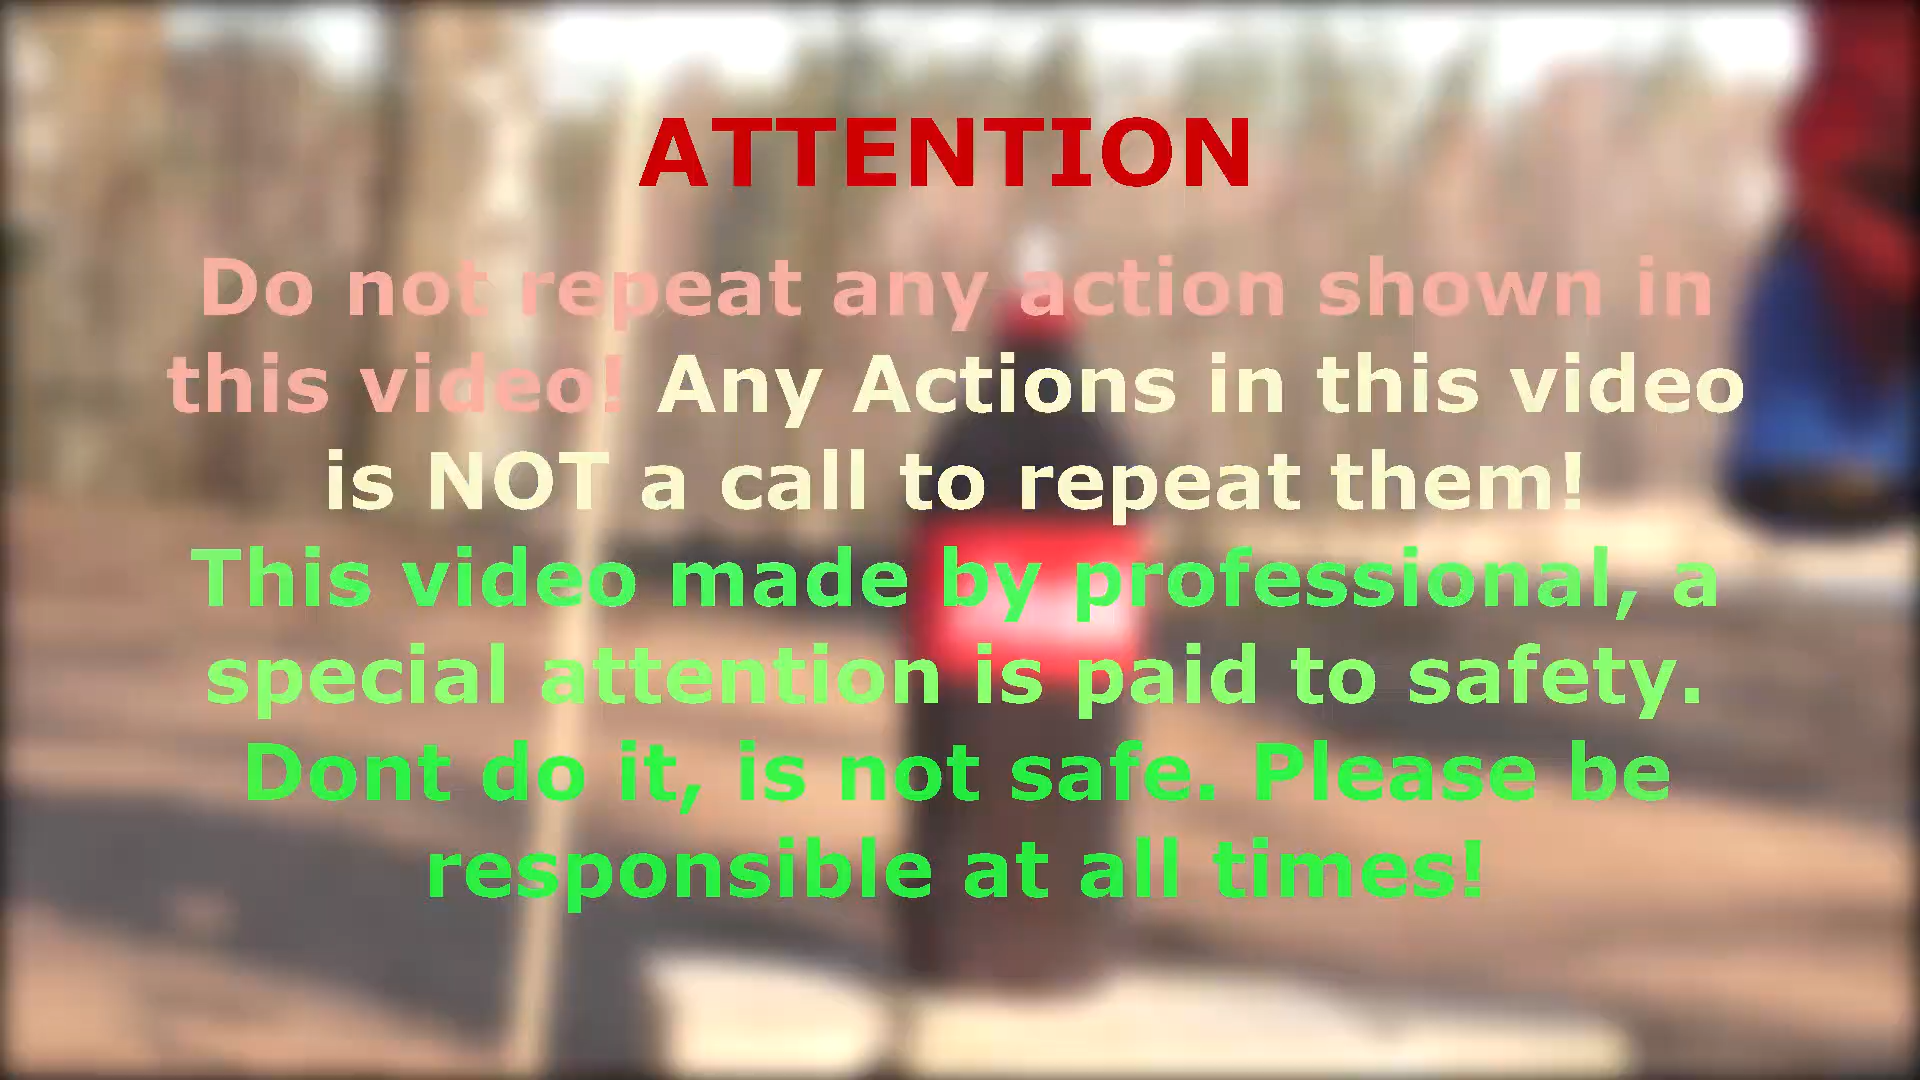 ATTENTION
Do not repeat any action shown in
this video! Any Actions in this video
is NOT a call to repeat them!
This video made by professional, a
special attention is paid to safety.
Dont do it, is not safe. Please be
responsible at all times!